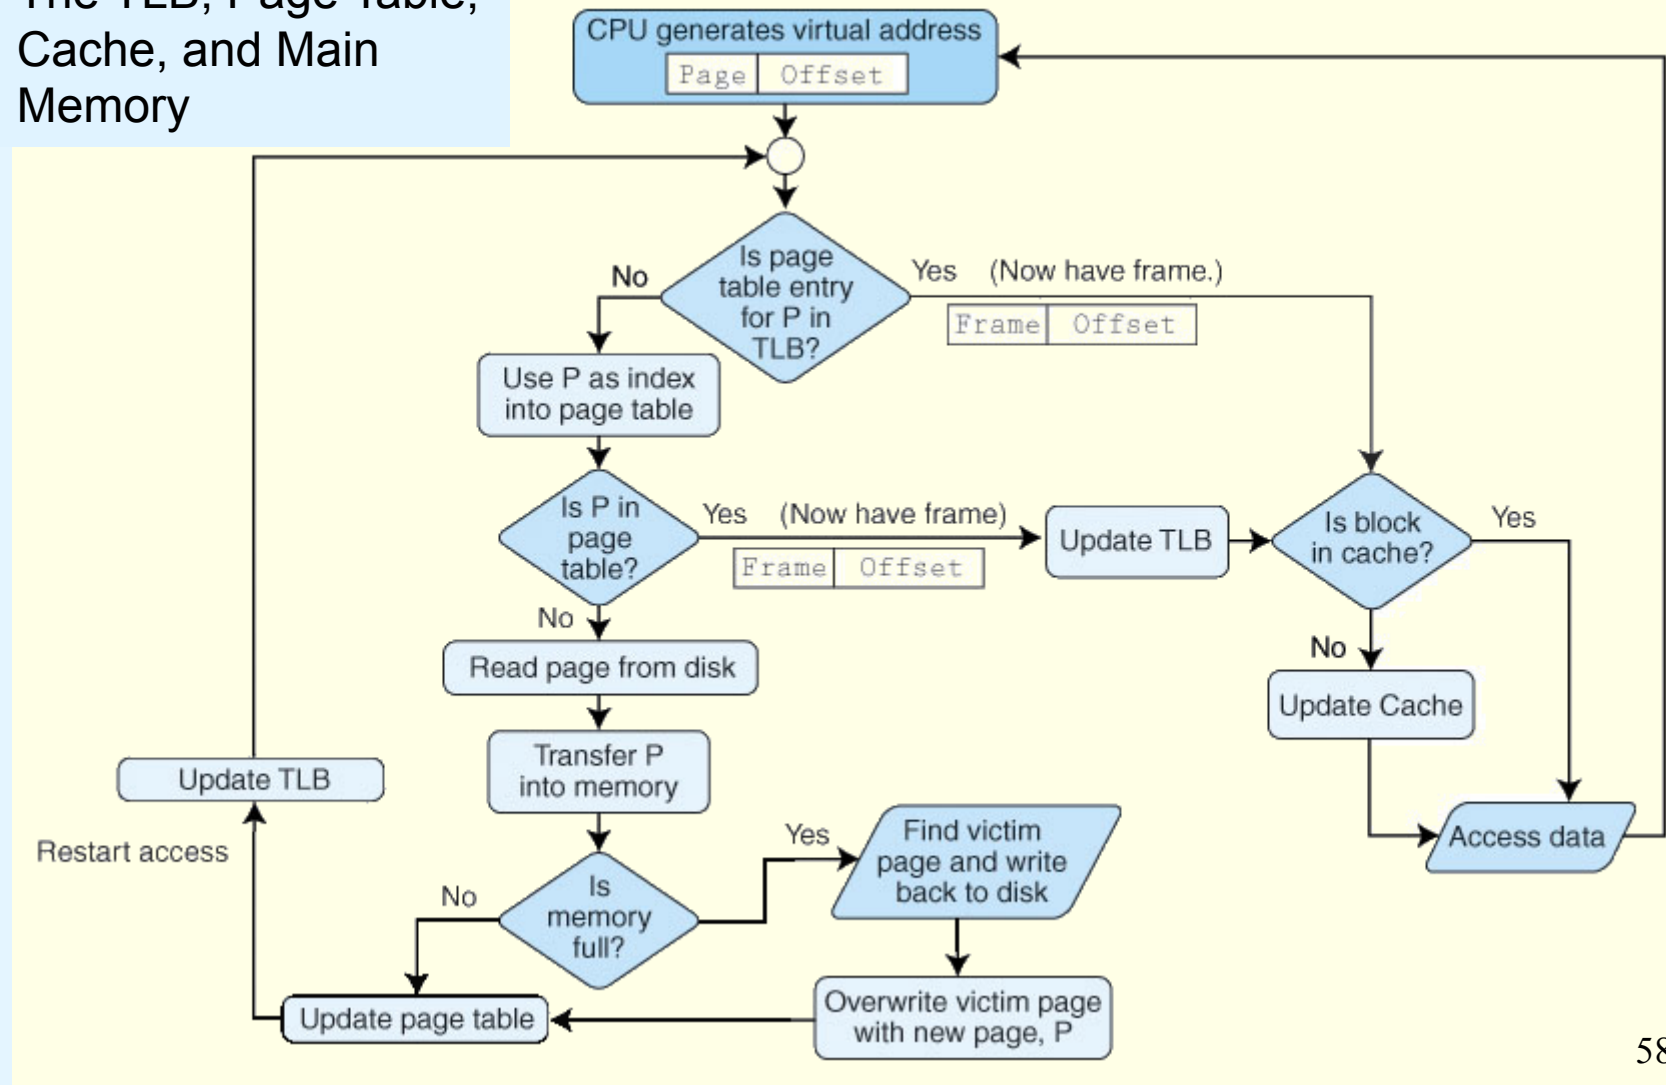 The TLB, Page Table,
Cache, and Main
Memory
CPU generates virtual address
Page Offset
Is page
table entry
for P in
TLB?
No
Yes (Now have frame.)
Frame Offset
Use P as index
into page table
Is P in
page
table?
Yes (Now have frame)
Frame Offset
Update TLB
Is block
in cache?
Yes
No
No
Read page from disk
Update Cache
Transfer P
into memory
Update TLB
Restart access
Yes
Find victim
page and write
back to disk
Access data
Is
memory
full?
No
Update page table
Overwrite victim page
with new page, P
58